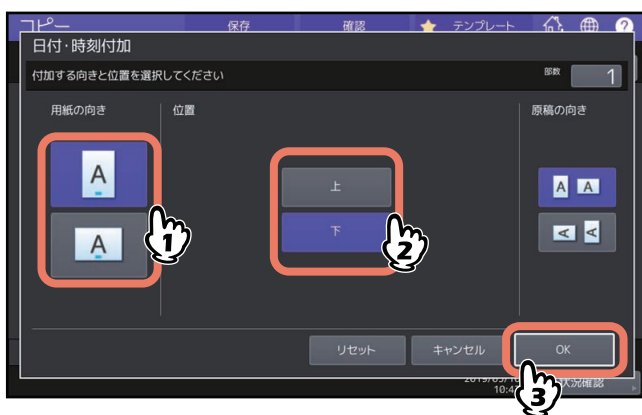 コピー 保存 確認 テンプレート ?
日付・時刻付加
付加する向きと位置を選択してください 部数 1
用紙の向き 位置 原稿の向き
A
上
A A
1
下
2
A
A A
リセット キャンセル OK
10:4 状況確認
3